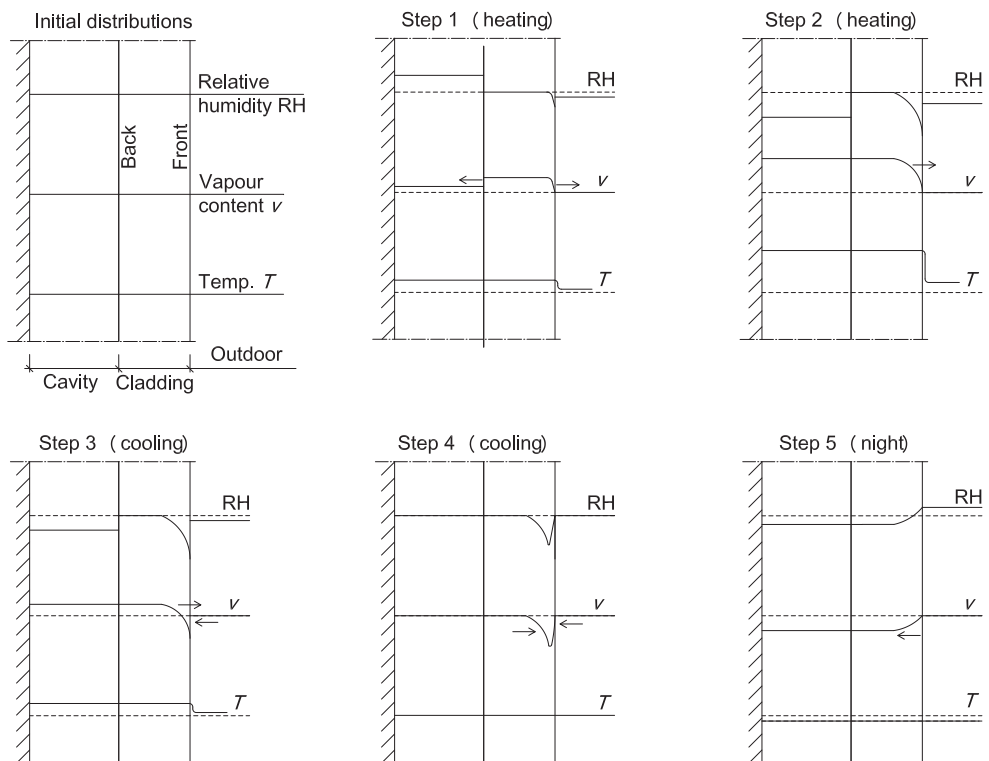 Initial distributions
Relative
humidity RH
Back
Front
Vapour
content v
Temp. T
Outdoor
Cavity Cladding
Step 1 ( heating)
RH
v
T
Step 2 ( heating)
RH
v
T
Step 3 ( cooling)
RH
v
T
Step 4 ( cooling)
RH
v
T
Step 5 ( night)
RH
v
T